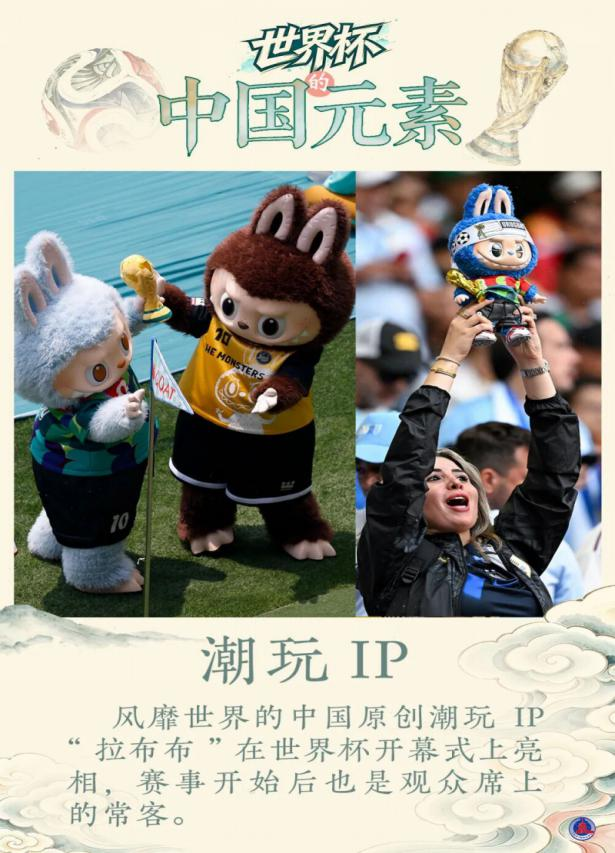 世界杯
的
中国元素
10
THE MONSTERS
GOAT
10
潮玩 IP
风靡世界的中国原创潮玩 IP
“拉布布”在世界杯开幕式上亮
相，赛事开始后也是观众席上
的常客。